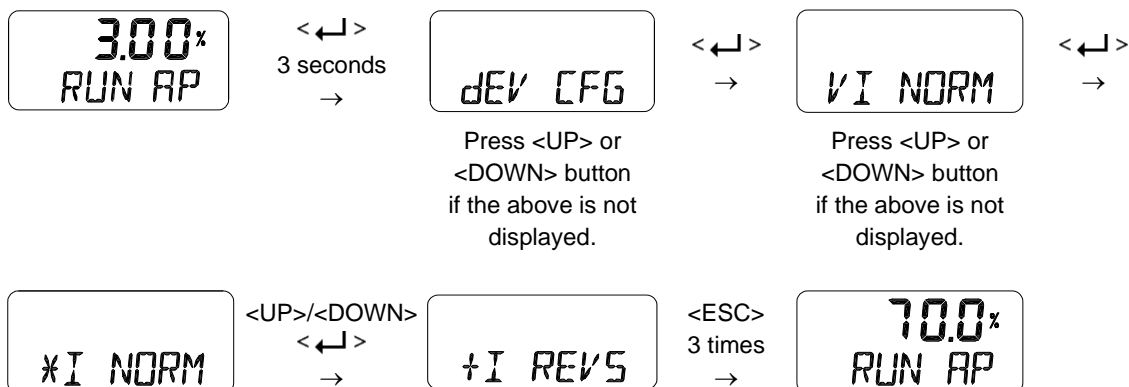 3.00%
RUN AP
< ↵ >
3 seconds
→
dEV CFG
Press <UP> or
<DOWN> button
if the above is not
displayed.
< ↵ >
→
VI NORM
Press <UP> or
<DOWN> button
if the above is not
displayed.
< ↵ >
→
*I NORM
<UP>/<DOWN>
< ↵ >
→
+I REVS
<ESC>
3 times
→
70.0%
RUN AP